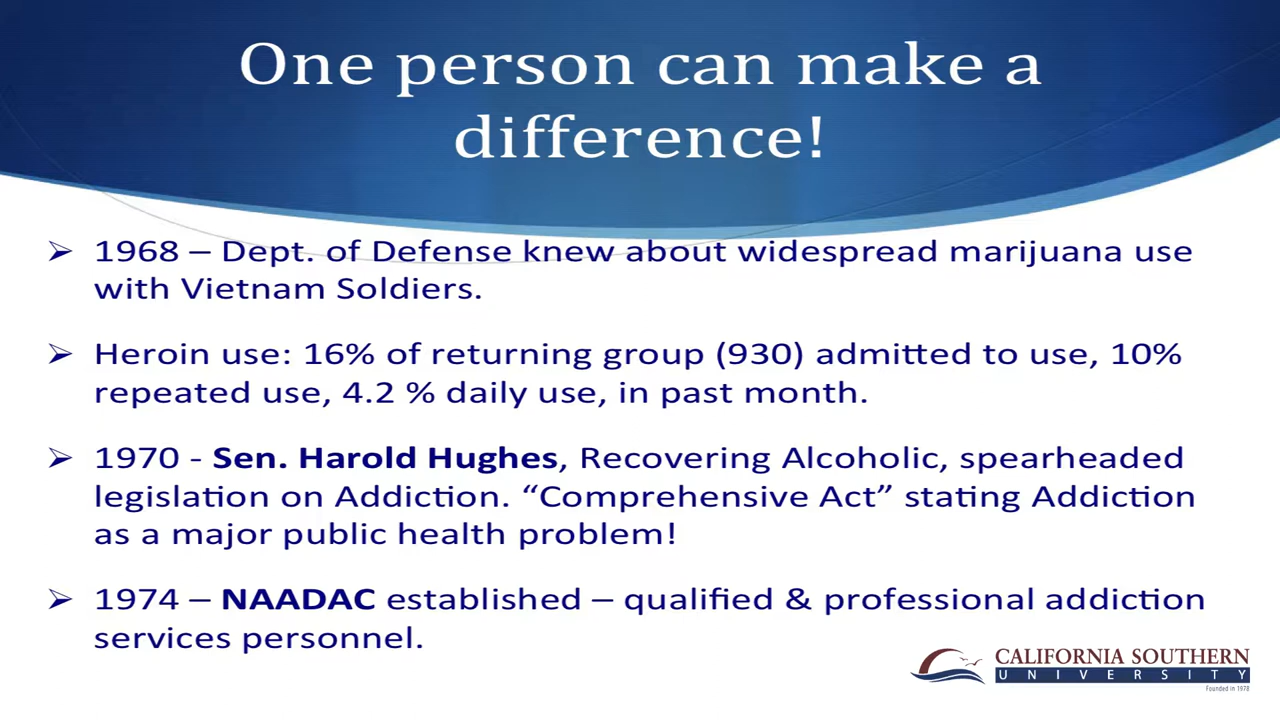 One person can make a
difference!
➢ 1968 – Dept. of Defense knew about widespread marijuana use
with Vietnam Soldiers.
➢ Heroin use: 16% of returning group (930) admitted to use, 10%
repeated use, 4.2 % daily use, in past month.
➢ 1970 - Sen. Harold Hughes, Recovering Alcoholic, spearheaded
legislation on Addiction. “Comprehensive Act” stating Addiction
as a major public health problem!
➢ 1974 – NAADAC established – qualified & professional addiction
services personnel.
CALIFORNIA SOUTHERN
UNIVERSITY
Founded in 1978